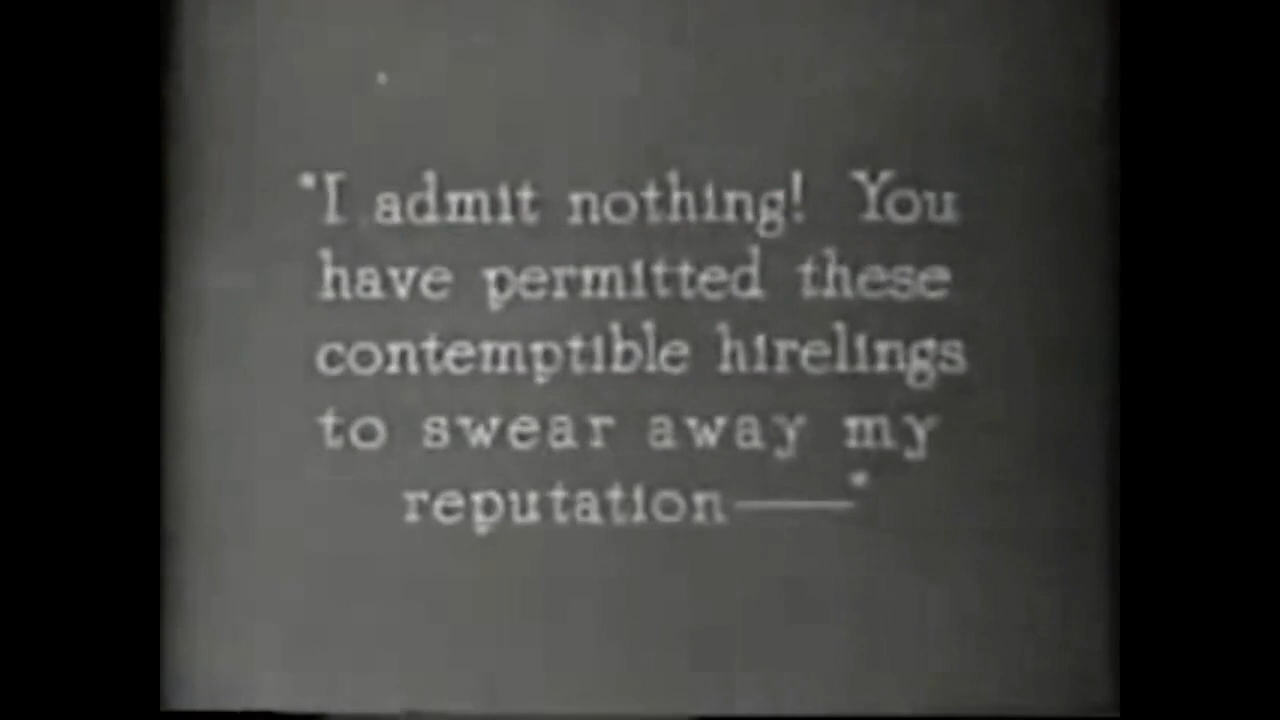 "I admit nothing! You
have permitted these
contemptible hirelings
to swear away my
reputation——"